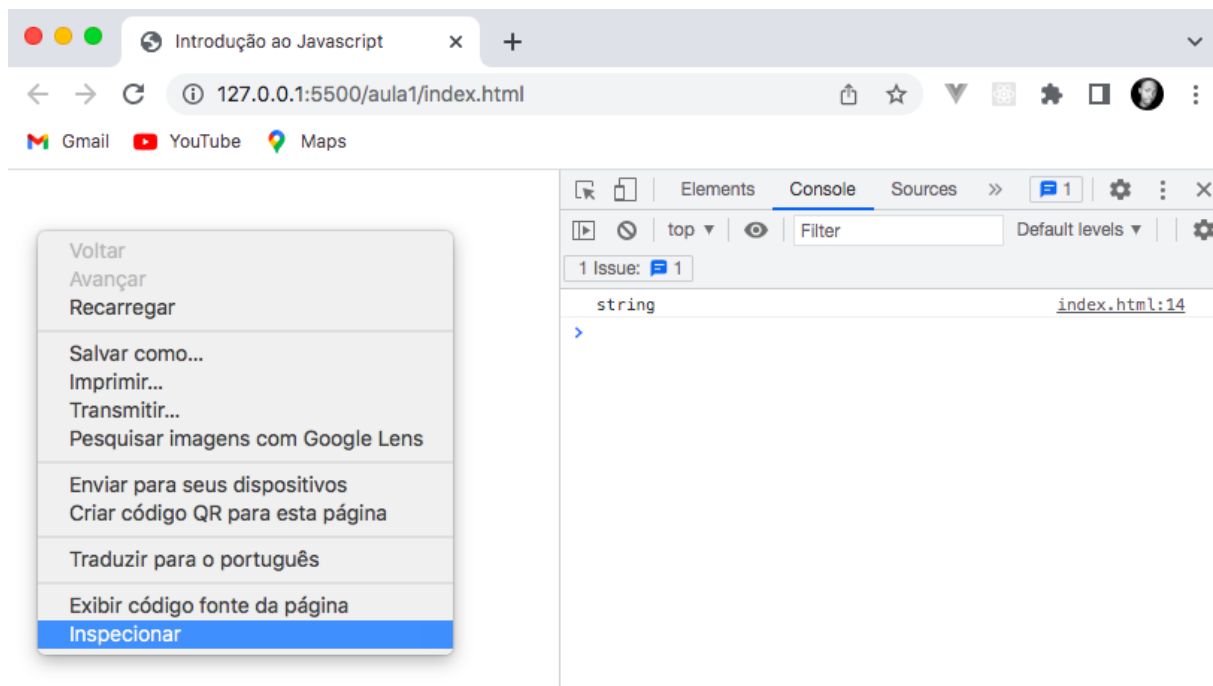 Introdução ao Javascript
127.0.0.1:5500/aula1/index.html
Gmail YouTube Maps
Elements Console Sources 1
top Filter Default levels
1 Issue: 1
string index.html:14
Voltar
Avançar
Recarregar
Salvar como...
Imprimir...
Transmitir...
Pesquisar imagens com Google Lens
Enviar para seus dispositivos
Criar código QR para esta página
Traduzir para o português
Exibir código fonte da página
Inspecionar